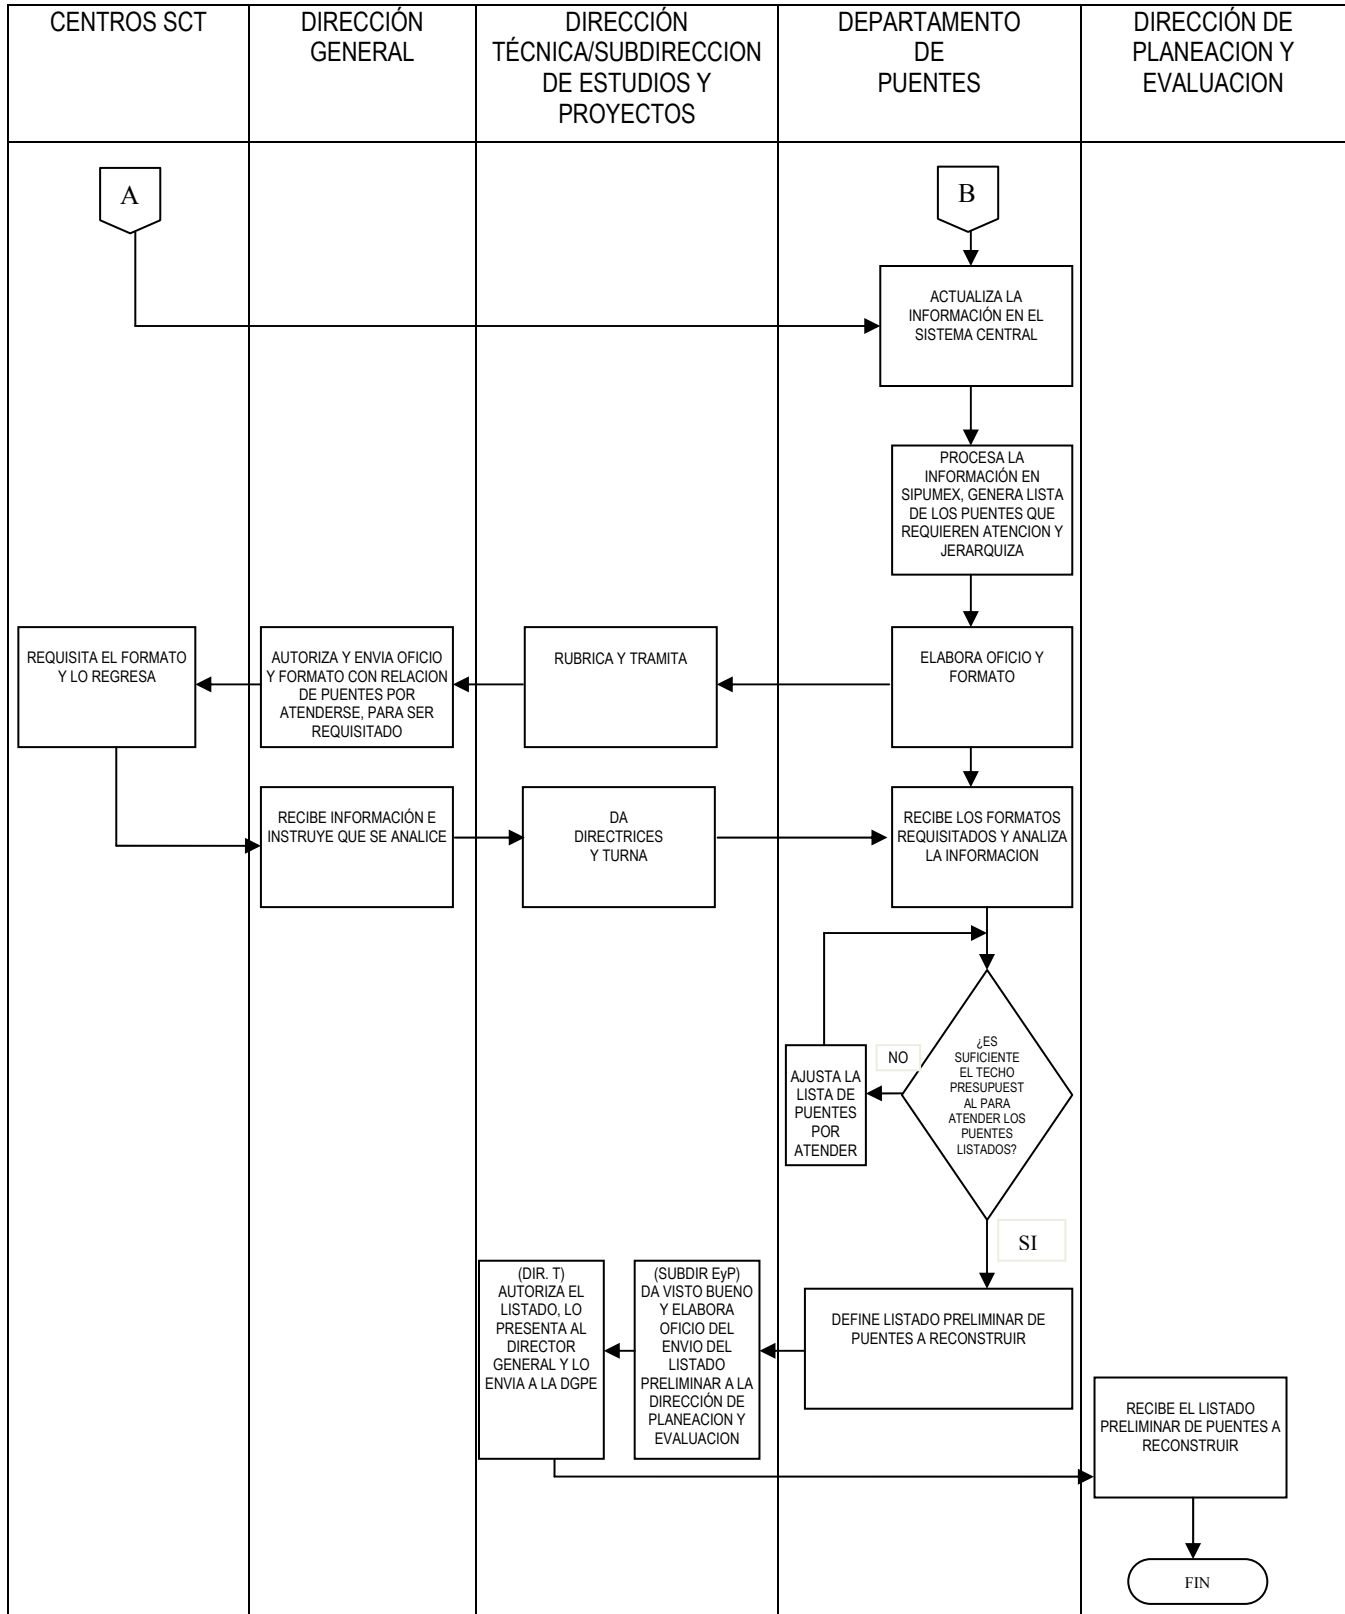 CENTROS SCT
DIRECCIÓN
GENERAL
DIRECCIÓN
TÉCNICA/SUBDIRECCION
DE ESTUDIOS Y
PROYECTOS
DEPARTAMENTO
DE
PUENTES
DIRECCIÓN DE
PLANEACION Y
EVALUACION
A
B
ACTUALIZA LA
INFORMACIÓN EN EL
SISTEMA CENTRAL
PROCESA LA
INFORMACIÓN EN
SIPUMEX, GENERA LISTA
DE LOS PUENTES QUE
REQUIEREN ATENCION Y
JERARQUIZA
REQUISITA EL FORMATO
Y LO REGRESA
AUTORIZA Y ENVIA OFICIO
Y FORMATO CON RELACION
DE PUENTES POR
ATENDERSE, PARA SER
REQUISITADO
RUBRICA Y TRAMITA
ELABORA OFICIO Y
FORMATO
RECIBE INFORMACIÓN E
INSTRUYE QUE SE ANALICE
DA
DIRECTRICES
Y TURNA
RECIBE LOS FORMATOS
REQUISITADOS Y ANALIZA
LA INFORMACION
AJUSTA LA
LISTA DE
PUENTES
POR
ATENDER
NO
¿ES
SUFICIENTE
EL TECHO
PRESUPUEST
AL PARA
ATENDER LOS
PUENTES
LISTADOS?
SI
(DIR. T)
AUTORIZA EL
LISTADO, LO
PRESENTA AL
DIRECTOR
GENERAL Y LO
ENVIA A LA DGPE
(SUBDIR EyP)
DA VISTO BUENO
Y ELABORA
OFICIO DEL
ENVIO DEL
LISTADO
PRELIMINAR A LA
DIRECCIÓN DE
PLANEACION Y
EVALUACION
DEFINE LISTADO PRELIMINAR DE
PUENTES A RECONSTRUIR
RECIBE EL LISTADO
PRELIMINAR DE PUENTES A
RECONSTRUIR
FIN